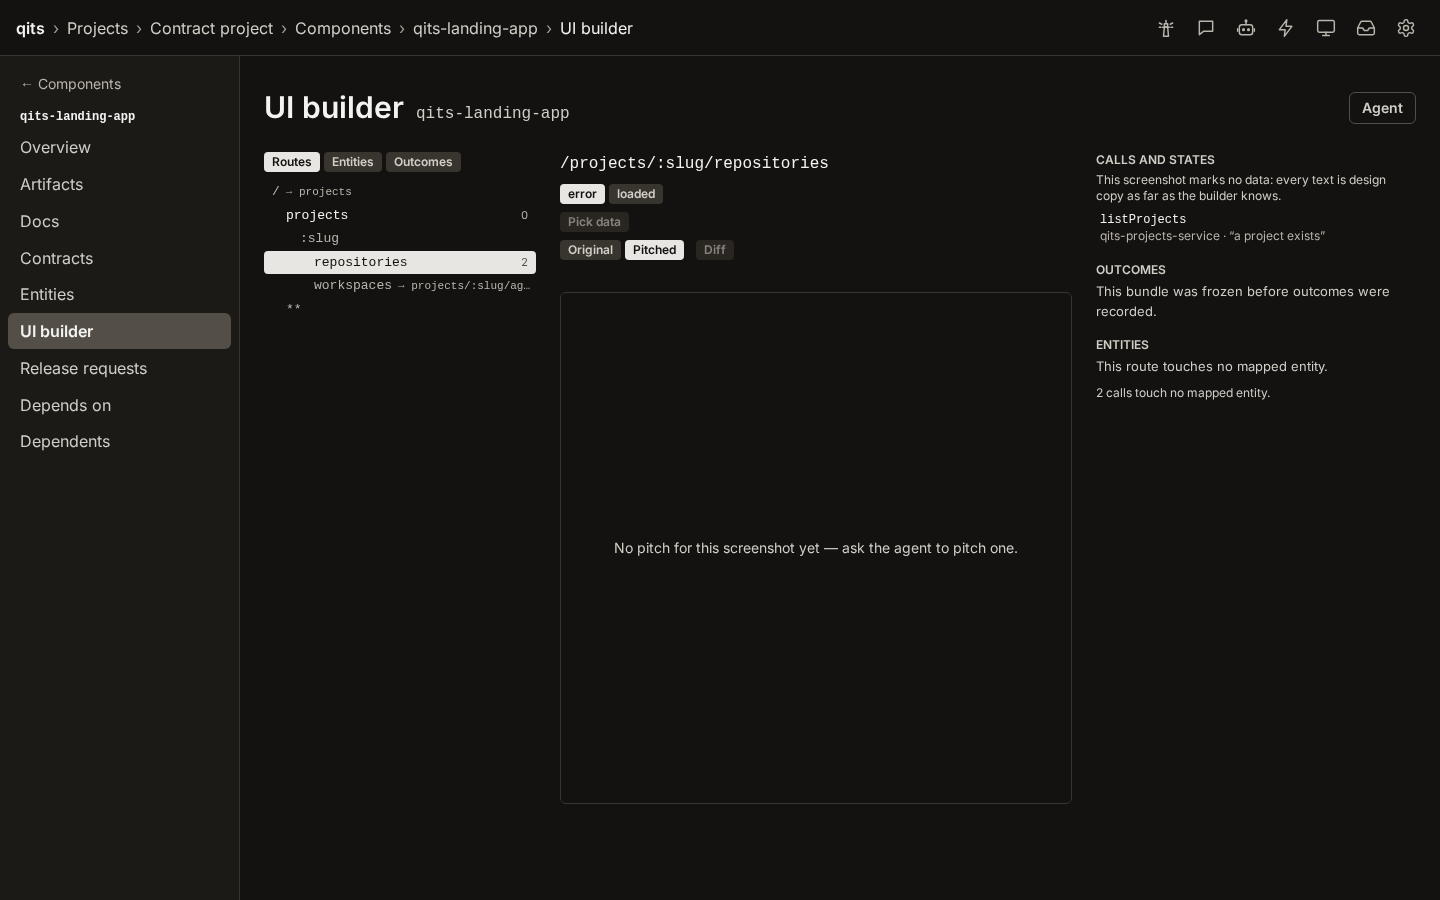 qits › Projects › Contract project › Components › qits-landing-app › UI builder
← Components
qits-landing-app
Overview
Artifacts
Docs
Contracts
Entities
UI builder
Release requests
Depends on
Dependents
UI builder qits-landing-app
Agent
Routes Entities Outcomes
/ → projects
projects 0
:slug
repositories 2
workspaces → projects/:slug/ag…
**
/projects/:slug/repositories
error loaded
Pick data
Original Pitched Diff
No pitch for this screenshot yet — ask the agent to pitch one.
CALLS AND STATES
This screenshot marks no data: every text is design
copy as far as the builder knows.
listProjects
qits-projects-service · “a project exists”
OUTCOMES
This bundle was frozen before outcomes were
recorded.
ENTITIES
This route touches no mapped entity.
2 calls touch no mapped entity.